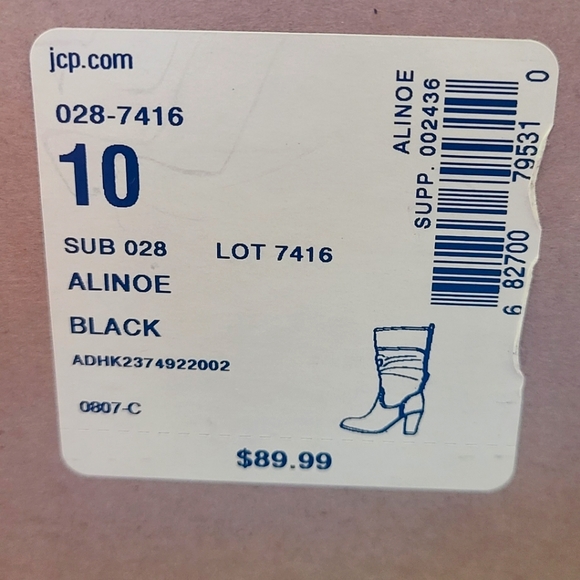 jcp.com
028-7416
10
SUB 028 LOT 7416
ALINOE
BLACK
ADHK2374922002
0807-C
$89.99
ALINOE
SUPP. 002436
6 82700 79531 0